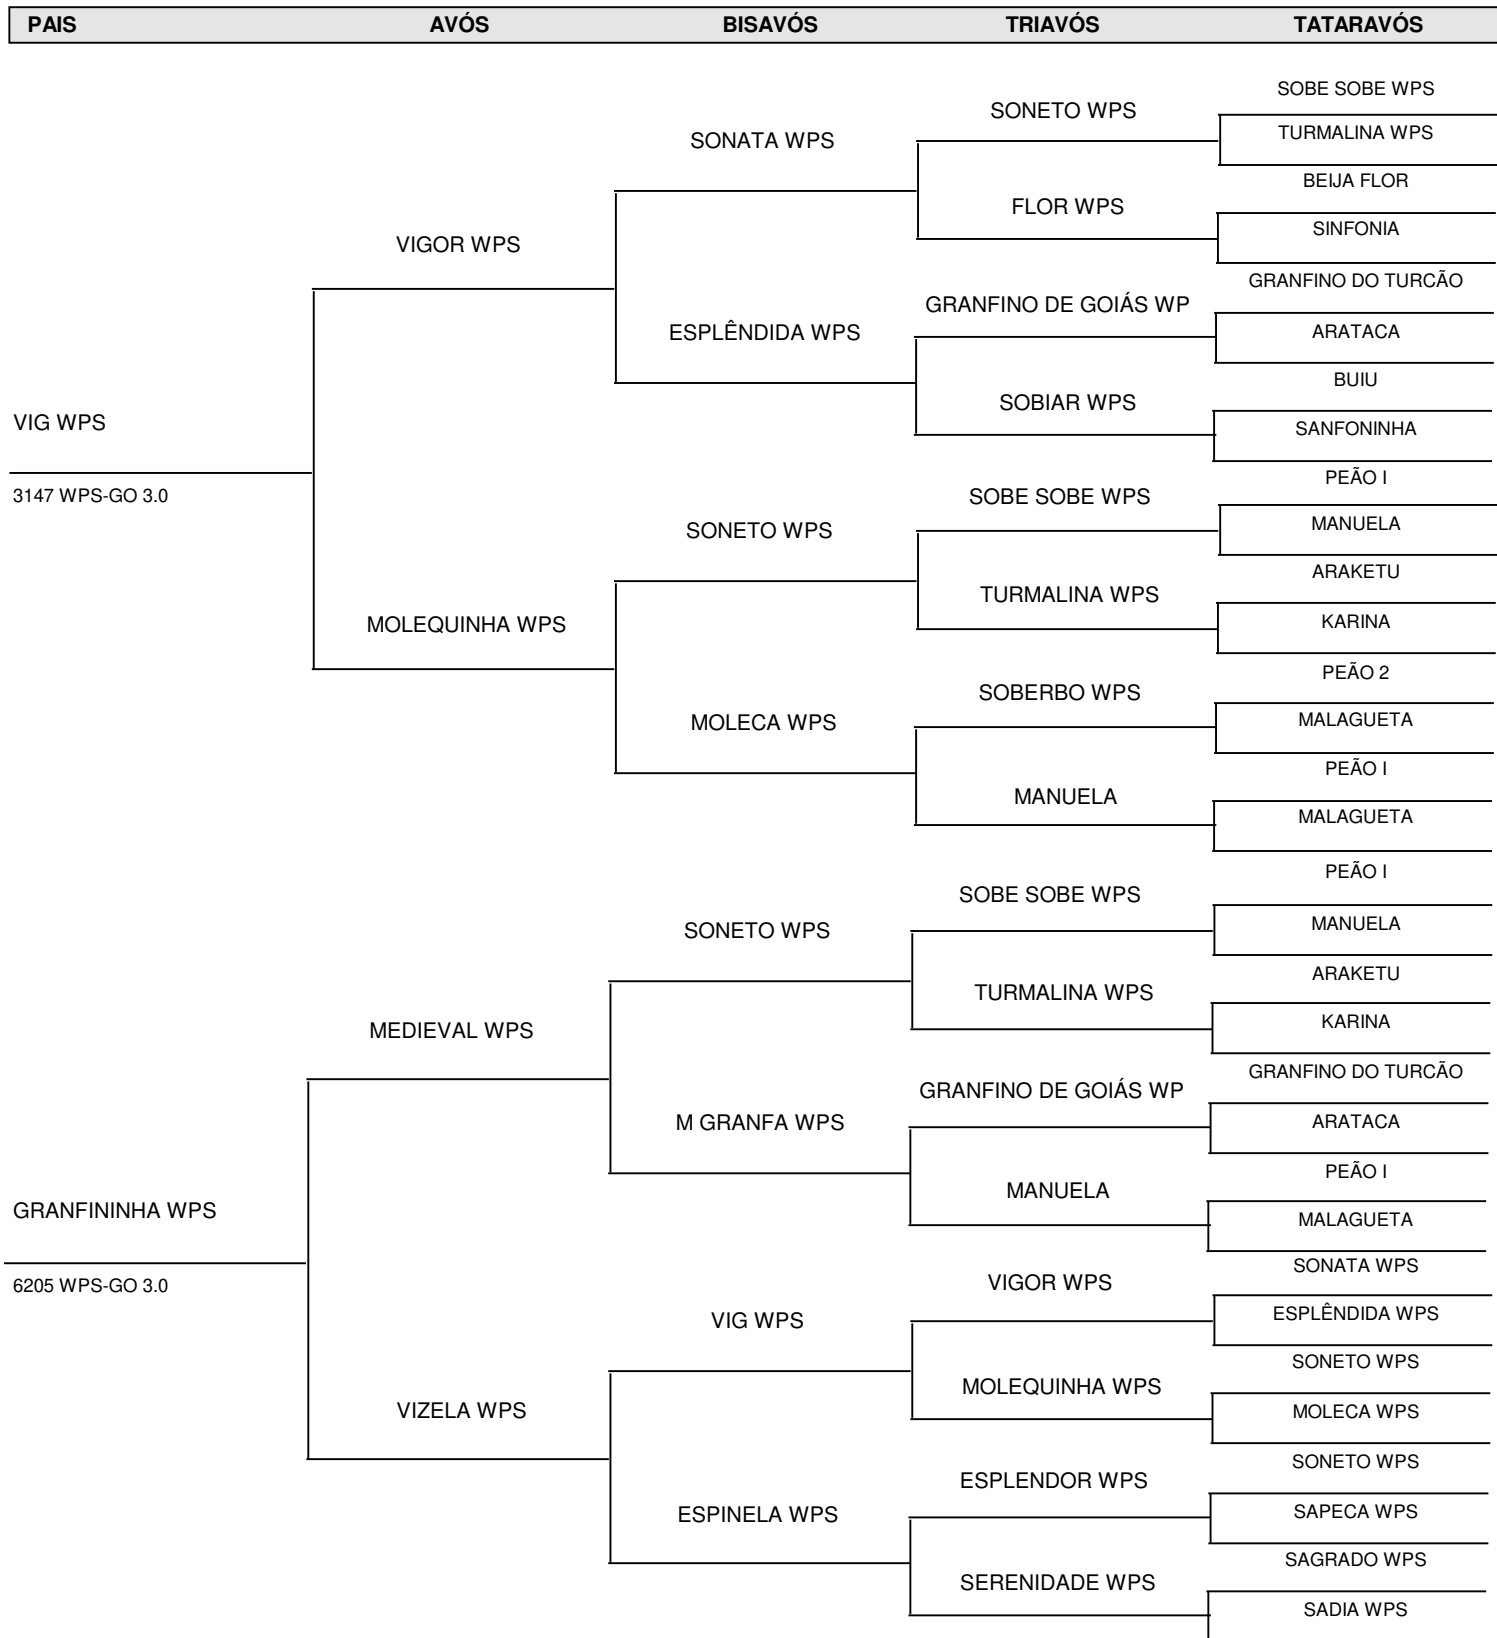 PAIS AVÓS BISAVÓS TRIAVÓS TATARAVÓS
SOBE SOBE WPS
SONETO WPS
TURMALINA WPS
SONATA WPS
BEIJA FLOR
FLOR WPS
SINFONIA
VIGOR WPS
GRANFINO DO TURCÃO
GRANFINO DE GOIÁS WP
ARATACA
ESPLÊNDIDA WPS
BUIU
SOBIAR WPS
SANFONINHA
VIG WPS
3147 WPS-GO 3.0
PEÃO I
SOBE SOBE WPS
MANUELA
SONETO WPS
ARAKETU
TURMALINA WPS
KARINA
MOLEQUINHA WPS
PEÃO 2
SOBERBO WPS
MALAGUETA
MOLECA WPS
PEÃO I
MANUELA
MALAGUETA
PEÃO I
SOBE SOBE WPS
MANUELA
SONETO WPS
ARAKETU
TURMALINA WPS
KARINA
MEDIEVAL WPS
GRANFINO DO TURCÃO
GRANFINO DE GOIÁS WP
ARATACA
M GRANFA WPS
PEÃO I
MANUELA
MALAGUETA
GRANFININHA WPS
6205 WPS-GO 3.0
SONATA WPS
VIGOR WPS
ESPLÊNDIDA WPS
VIG WPS
SONETO WPS
MOLEQUINHA WPS
MOLECA WPS
VIZELA WPS
SONETO WPS
ESPLENDOR WPS
SAPECA WPS
ESPINELA WPS
SAGRADO WPS
SERENIDADE WPS
SADIA WPS